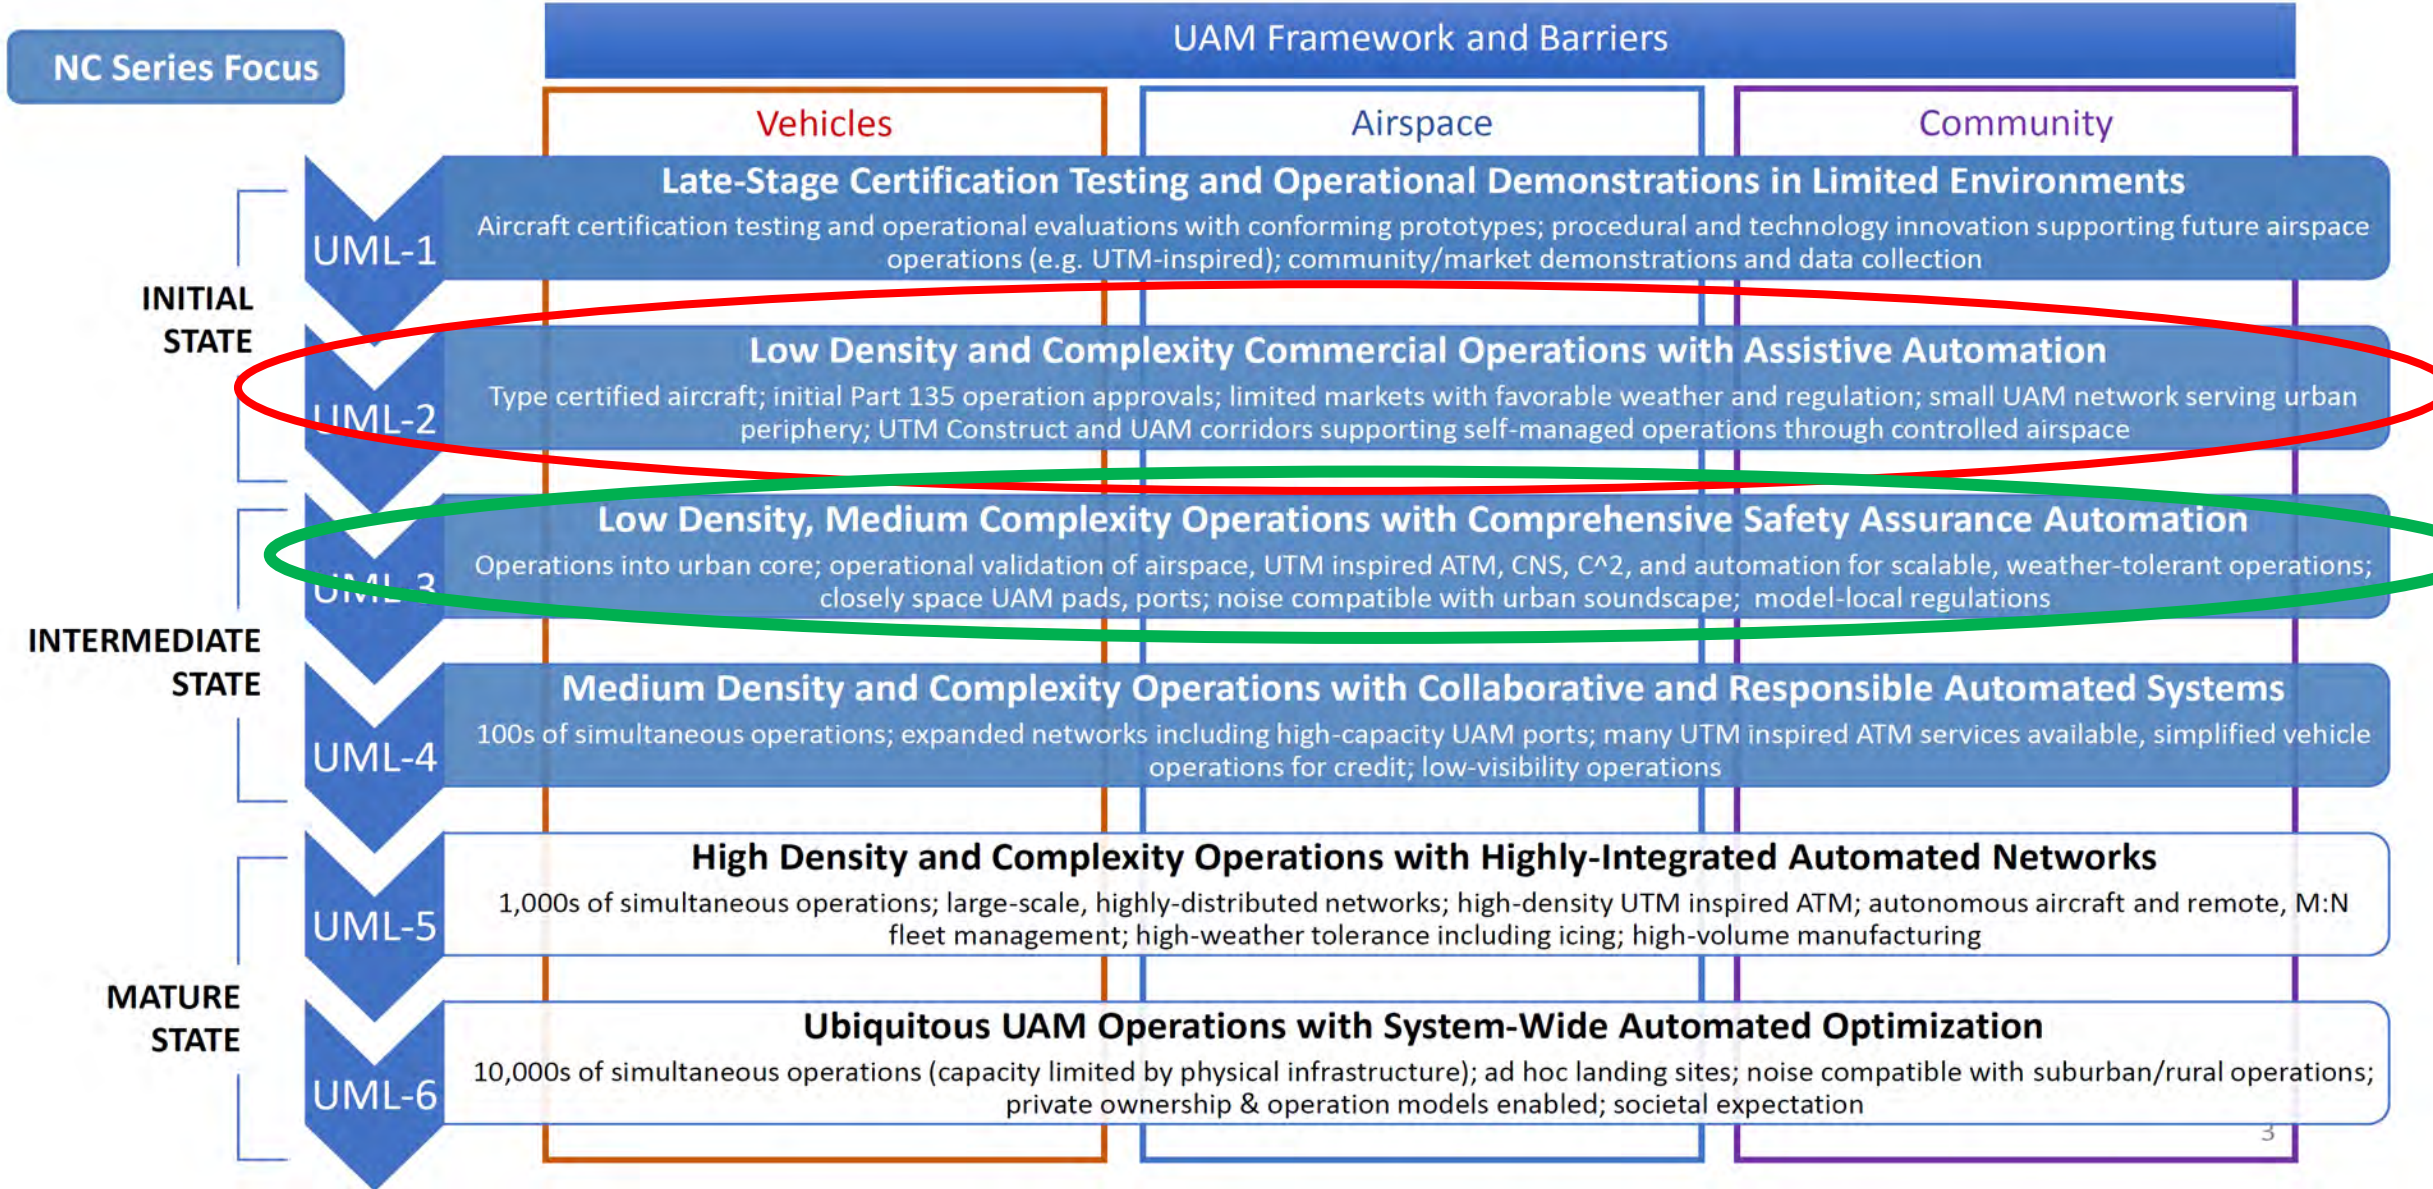 NC Series Focus
UAM Framework and Barriers
Vehicles
Airspace
Community
INITIAL
STATE
UML-1
Late-Stage Certification Testing and Operational Demonstrations in Limited Environments
Aircraft certification testing and operational evaluations with conforming prototypes; procedural and technology innovation supporting future airspace
operations (e.g. UTM-inspired); community/market demonstrations and data collection
UML-2
Low Density and Complexity Commercial Operations with Assistive Automation
Type certified aircraft; initial Part 135 operation approvals; limited markets with favorable weather and regulation; small UAM network serving urban
periphery; UTM Construct and UAM corridors supporting self-managed operations through controlled airspace
INTERMEDIATE
STATE
UML-3
Low Density, Medium Complexity Operations with Comprehensive Safety Assurance Automation
Operations into urban core; operational validation of airspace, UTM inspired ATM, CNS, C^2, and automation for scalable, weather-tolerant operations;
closely space UAM pads, ports; noise compatible with urban soundscape; model-local regulations
UML-4
Medium Density and Complexity Operations with Collaborative and Responsible Automated Systems
100s of simultaneous operations; expanded networks including high-capacity UAM ports; many UTM inspired ATM services available, simplified vehicle
operations for credit; low-visibility operations
MATURE
STATE
UML-5
High Density and Complexity Operations with Highly-Integrated Automated Networks
1,000s of simultaneous operations; large-scale, highly-distributed networks; high-density UTM inspired ATM; autonomous aircraft and remote, M:N
fleet management; high-weather tolerance including icing; high-volume manufacturing
UML-6
Ubiquitous UAM Operations with System-Wide Automated Optimization
10,000s of simultaneous operations (capacity limited by physical infrastructure); ad hoc landing sites; noise compatible with suburban/rural operations;
private ownership & operation models enabled; societal expectation
3